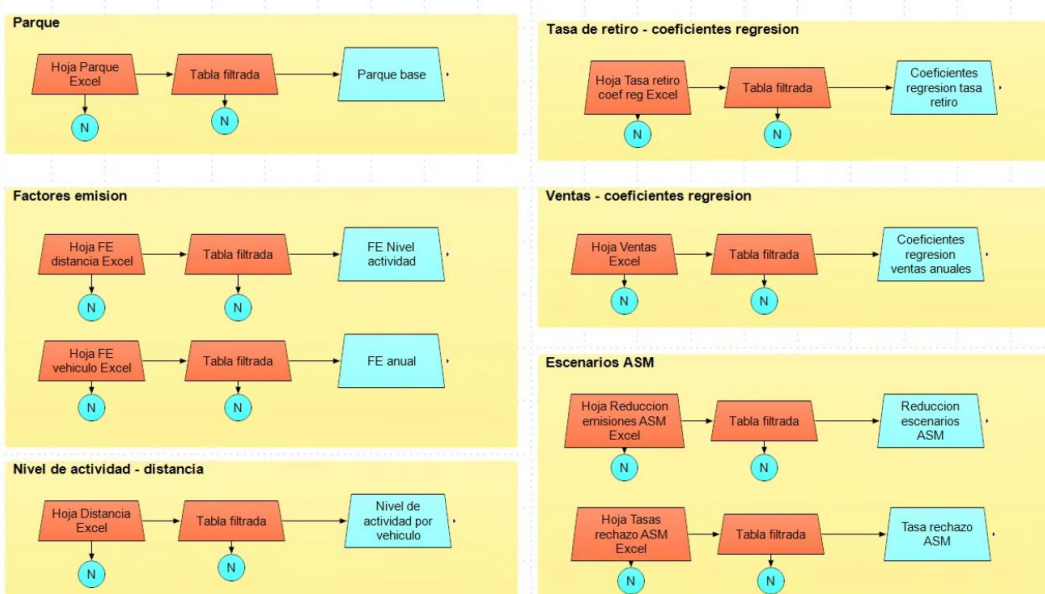 Parque
Hoja Parque
Excel
Tabla filtrada
Parque base
N
N
Factores emision
Hoja FE
distancia Excel
Tabla filtrada
FE Nivel
actividad
N
N
Hoja FE
vehiculo Excel
Tabla filtrada
FE anual
N
N
Nivel de actividad - distancia
Hoja Distancia
Excel
Tabla filtrada
Nivel de
actividad por
vehiculo
N
N
Tasa de retiro - coeficientes regresion
Hoja Tasa retiro
coef reg Excel
Tabla filtrada
Coeficientes
regresion tasa
retiro
N
N
Ventas - coeficientes regresion
Hoja Ventas
Excel
Tabla filtrada
Coeficientes
regresion
ventas anuales
N
N
Escenarios ASM
Hoja Reduccion
emisiones ASM
Excel
Tabla filtrada
Reduccion
escenarios
ASM
N
N
Hoja Tasas
rechazo ASM
Excel
Tabla filtrada
Tasa rechazo
ASM
N
N